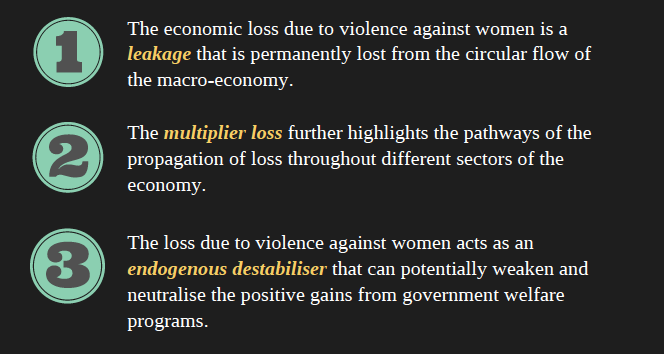 1
The economic loss due to violence against women is a
leakage that is permanently lost from the circular flow of
the macro-economy.
2
The multiplier loss further highlights the pathways of the
propagation of loss throughout different sectors of the
economy.
3
The loss due to violence against women acts as an
endogenous destabiliser that can potentially weaken and
neutralise the positive gains from government welfare
programs.